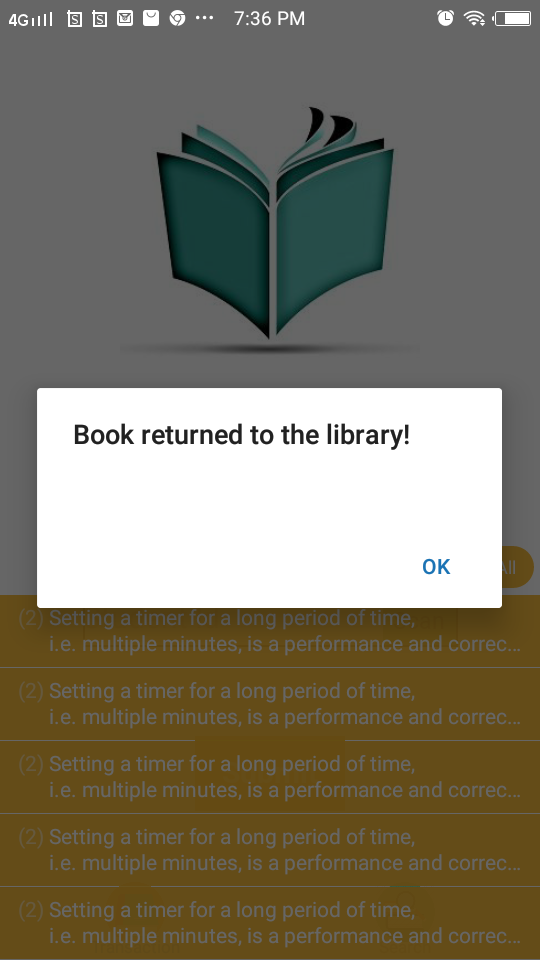 4G 7:36 PM
Book returned to the library!
OK
All
(2) Setting a timer for a long period of time,
i.e. multiple minutes, is a performance and correc...
(2) Setting a timer for a long period of time,
i.e. multiple minutes, is a performance and correc...
(2) Setting a timer for a long period of time,
i.e. multiple minutes, is a performance and correc...
(2) Setting a timer for a long period of time,
i.e. multiple minutes, is a performance and correc...
(2) Setting a timer for a long period of time,
i.e. multiple minutes, is a performance and correc...